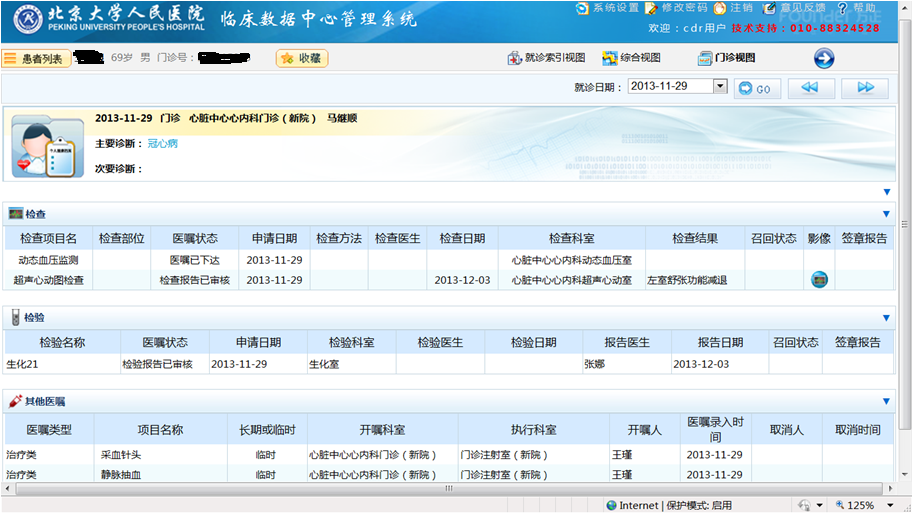 北京大学人民医院
PEKING UNIVERSITY PEOPLE'S HOSPITAL
临床数据中心管理系统
系统设置 修改密码 注销 意见反馈 帮助
Founder 方正
欢迎：cdr用户 技术支持：010-88324528
患者列表 69岁 男 门诊号： 收藏 就诊索引视图 综合视图 门诊视图
就诊日期： 2013-11-29 GO
2013-11-29 门诊 心脏中心心内科门诊（新院） 马继顺
主要诊断： 冠心病
次要诊断：
个人健康档案
检查
检查项目名 检查部位 医嘱状态 申请日期 检查方法 检查医生 检查日期 检查科室 检查结果 召回状态 影像 签章报告
动态血压监测 医嘱已下达 2013-11-29 心脏中心心内科动态血压室
超声心动图检查 检查报告已审核 2013-12-03 心脏中心心内科超声心动室 左室舒张功能减退
检验
检验名称 医嘱状态 申请日期 检验科室 检验医生 检验日期 报告医生 报告日期 召回状态 签章报告
生化21 检验报告已审核 2013-11-29 生化室 张娜 2013-12-03
其他医嘱
医嘱类型 项目名称 长期或临时 开嘱科室 执行科室 开嘱人 医嘱录入时间 取消人 取消时间
治疗类 采血针头 临时 心脏中心心内科门诊（新院） 门诊注射室（新院） 王瑾 2013-11-29
治疗类 静脉抽血 临时 心脏中心心内科门诊（新院） 门诊注射室（新院） 王瑾 2013-11-29
Internet | 保护模式: 启用 125%